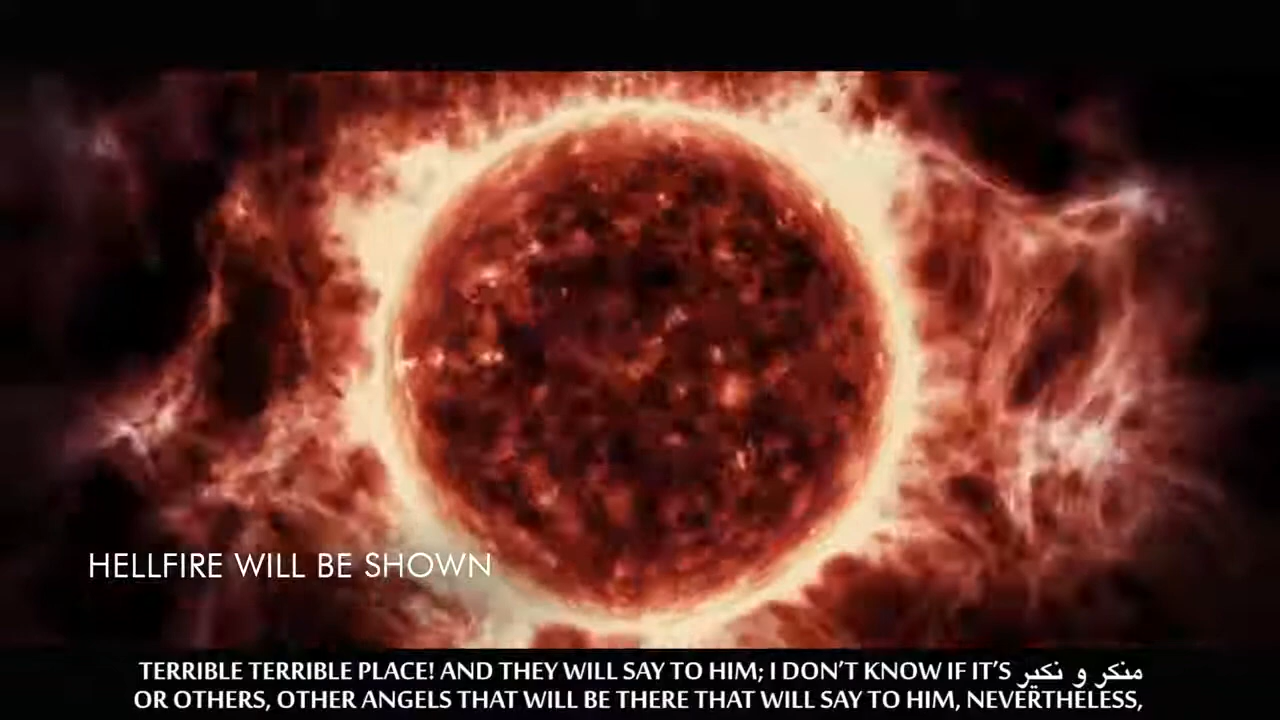 HELLFIRE WILL BE SHOWN
TERRIBLE TERRIBLE PLACE! AND THEY WILL SAY TO HIM; I DON'T KNOW IF IT'S منكر و نكير
OR OTHERS, OTHER ANGELS THAT WILL BE THERE THAT WILL SAY TO HIM, NEVERTHELESS,